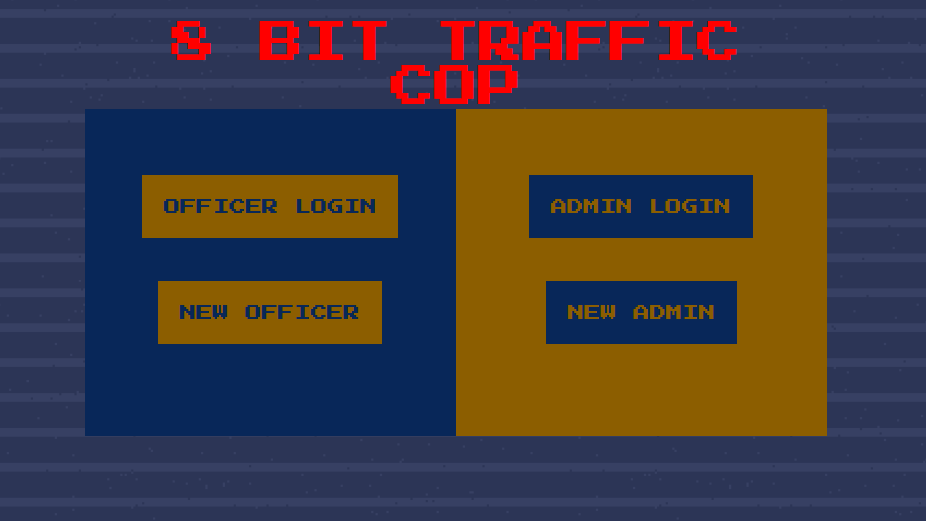 8 BIT TRAFFIC
COP
OFFICER LOGIN
ADMIN LOGIN
NEW OFFICER
NEW ADMIN